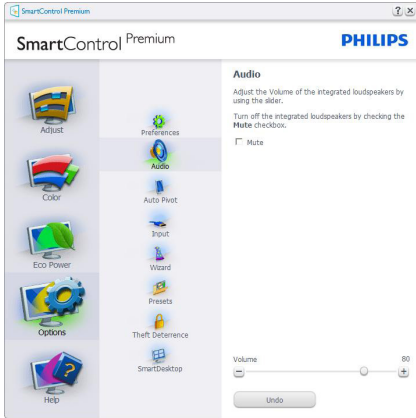 SmartControl Premium
SmartControl Premium
PHILIPS
Adjust
Color
Eco Power
Options
Help
Preferences
Audio
Auto Pivot
Input
Wizard
Presets
Theft Deterrence
SmartDesktop
Audio
Adjust the Volume of the integrated loudspeakers by
using the slider.
Turn off the integrated loudspeakers by checking the
Mute checkbox.
Mute
Volume 80
Undo